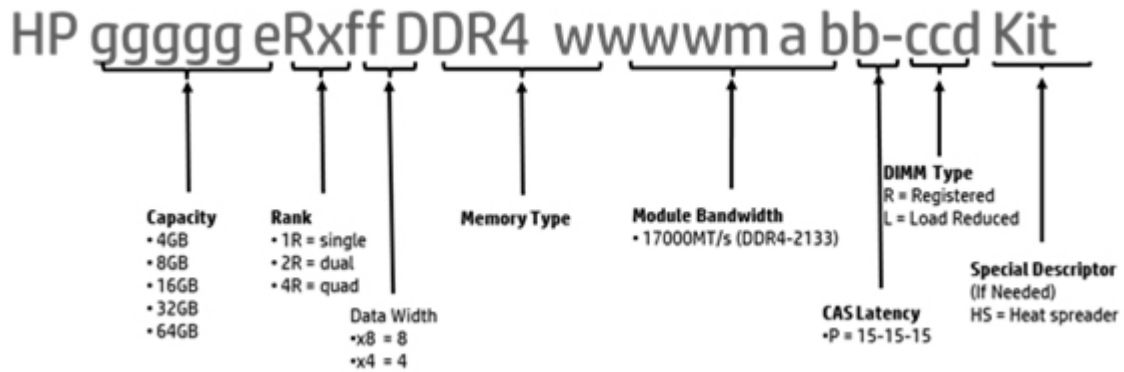 HP ggggg eRxff DDR4 wwwwm a bb-ccd Kit
Capacity
• 4GB
• 8GB
• 16GB
• 32GB
• 64GB
Rank
• 1R = single
• 2R = dual
• 4R = quad
Data Width
•x8 = 8
•x4 = 4
Memory Type
Module Bandwidth
• 17000MT/s (DDR4-2133)
CAS Latency
•P = 15-15-15
DIMM Type
R = Registered
L = Load Reduced
Special Descriptor
(If Needed)
HS = Heat spreader